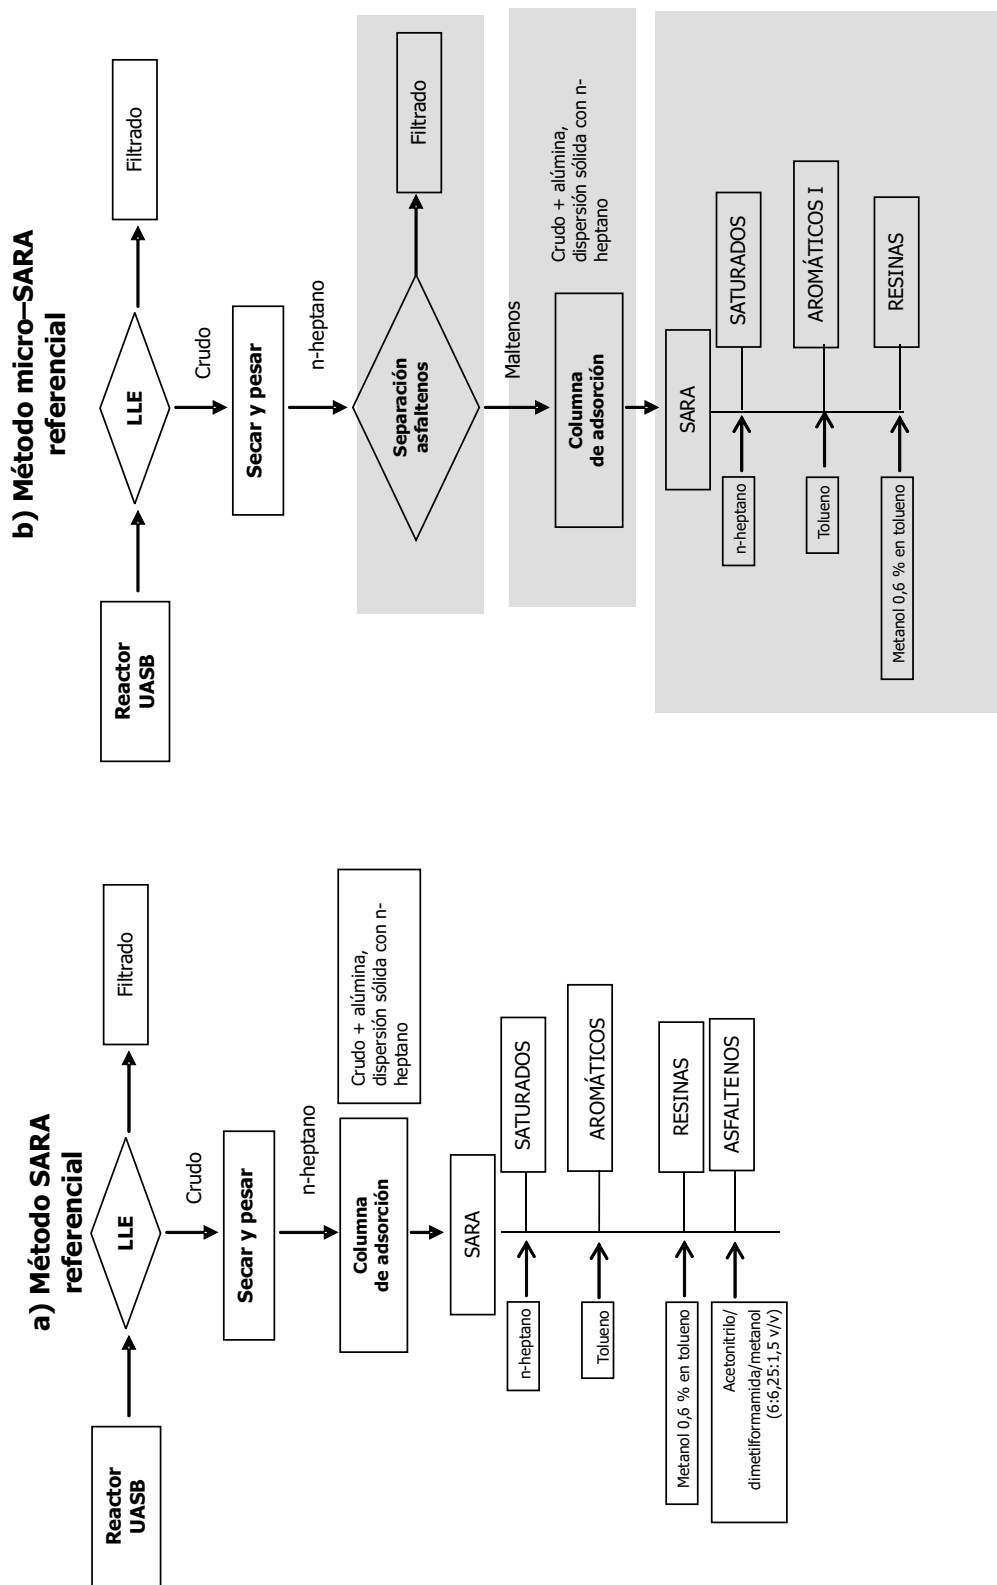 a) Método SARA
referencial
Reactor
UASB
LLE
Filtrado
Crudo
Secar y pesar
n-heptano
Columna
de adsorción
Crudo + alúmina,
dispersión sólida con n-
heptano
SARA
n-heptano
SATURADOS
Tolueno
AROMÁTICOS
Metanol 0,6 % en tolueno
RESINAS
Acetonitrilo/
dimetilformamida/metanol
(6:6,25:1,5 v/v)
ASFALTENOS
b) Método micro–SARA
referencial
Reactor
UASB
LLE
Filtrado
Crudo
Secar y pesar
n-heptano
Separación
asfaltenos
Filtrado
Maltenos
Columna
de adsorción
Crudo + alúmina,
dispersión sólida con n-
heptano
SARA
n-heptano
SATURADOS
Tolueno
AROMÁTICOS I
Metanol 0,6 % en tolueno
RESINAS